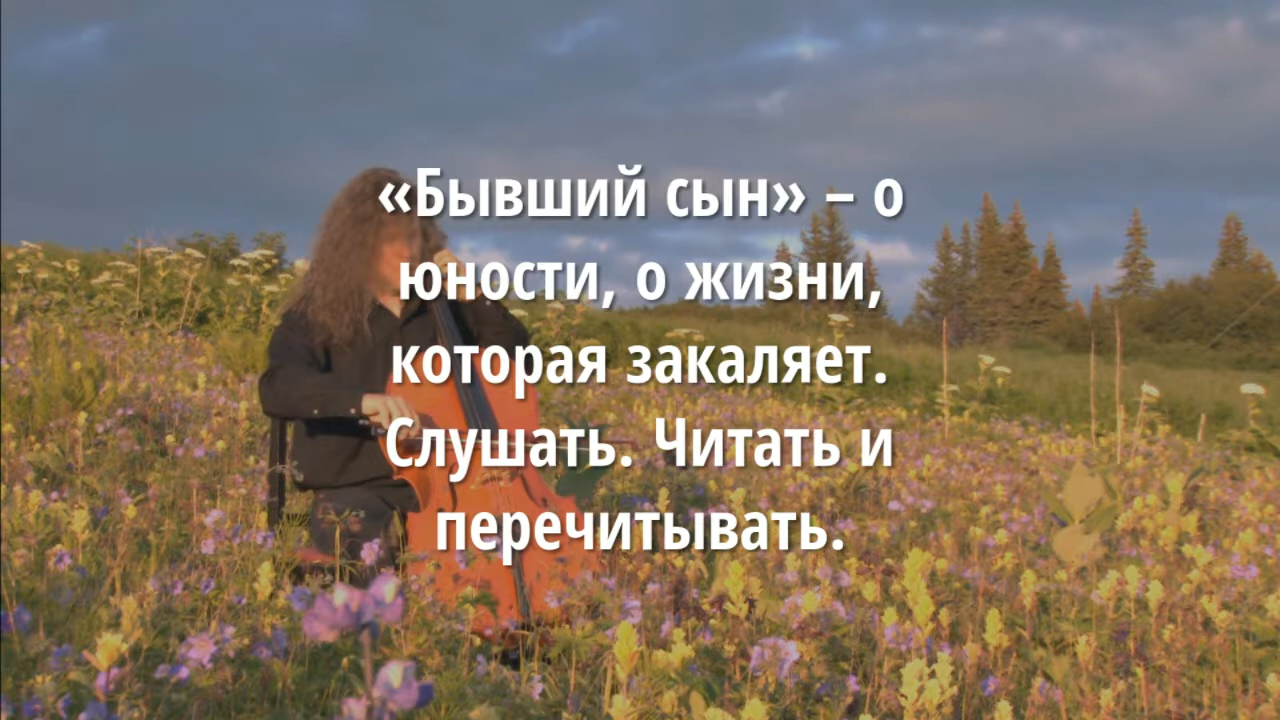 «Бывший сын» – о
юности, о жизни,
которая закаляет.
Слушать. Читать и
перечитывать.